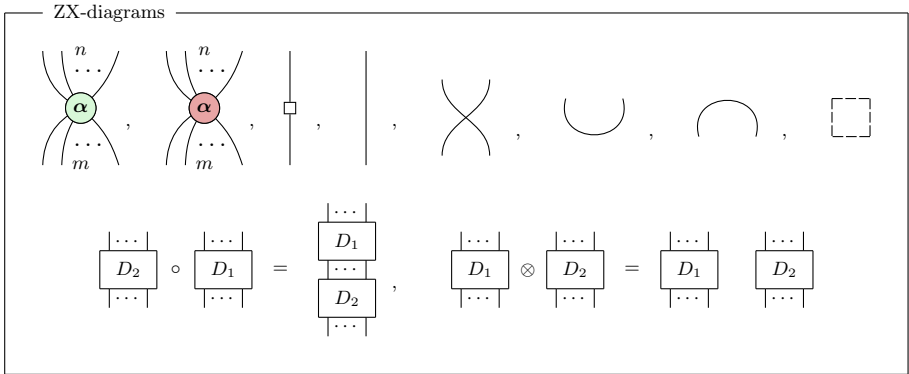 ZX-diagrams
n n
... ...
α , α , , , , , ,
... ...
m m
... ... ... ... ... ... ...
D₂ ∘ D₁ = D₁ ... D₂ , D₁ ⊗ D₂ = D₁ D₂
... ... ... ... ... ... ...